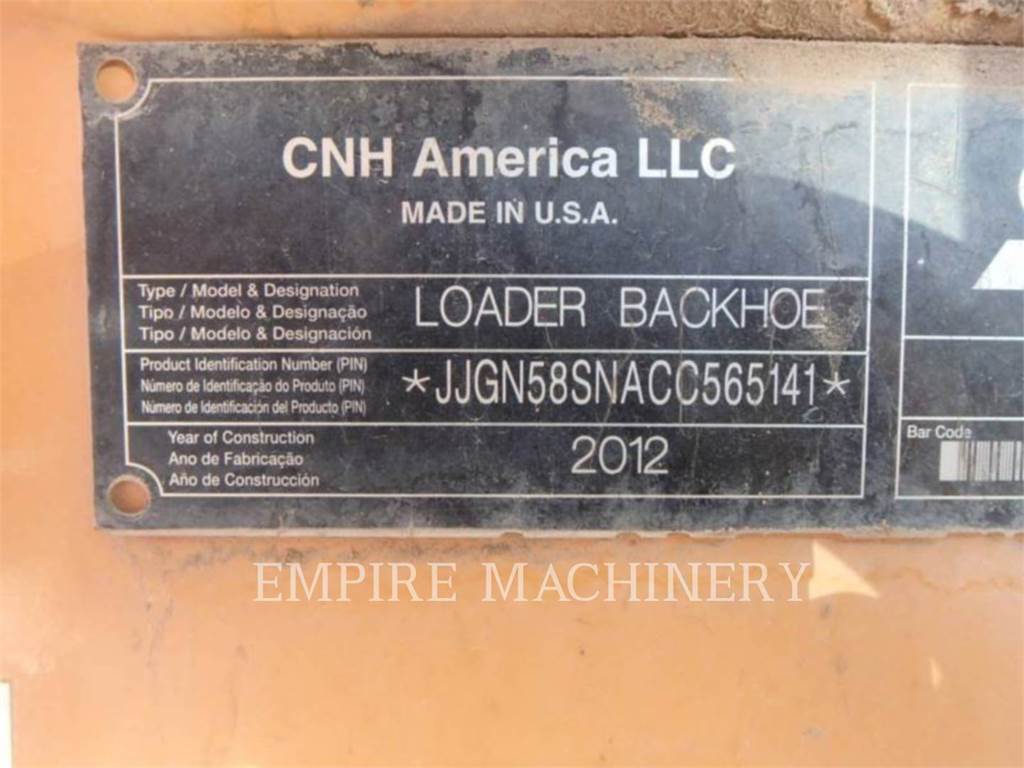 CNH America LLC
MADE IN U.S.A.
Type / Model & Designation
Tipo / Modelo & Designação
Tipo / Modelo & Designación
LOADER BACKHOE
Product Identification Number (PIN)
Número de Identificação do Produto (PIN)
Número de Identificación del Producto (PIN)
*JJGN58SNACC565141*
Year of Construction
Ano de Fabricação
Año de Construcción
2012
Bar Code
EMPIRE MACHINERY